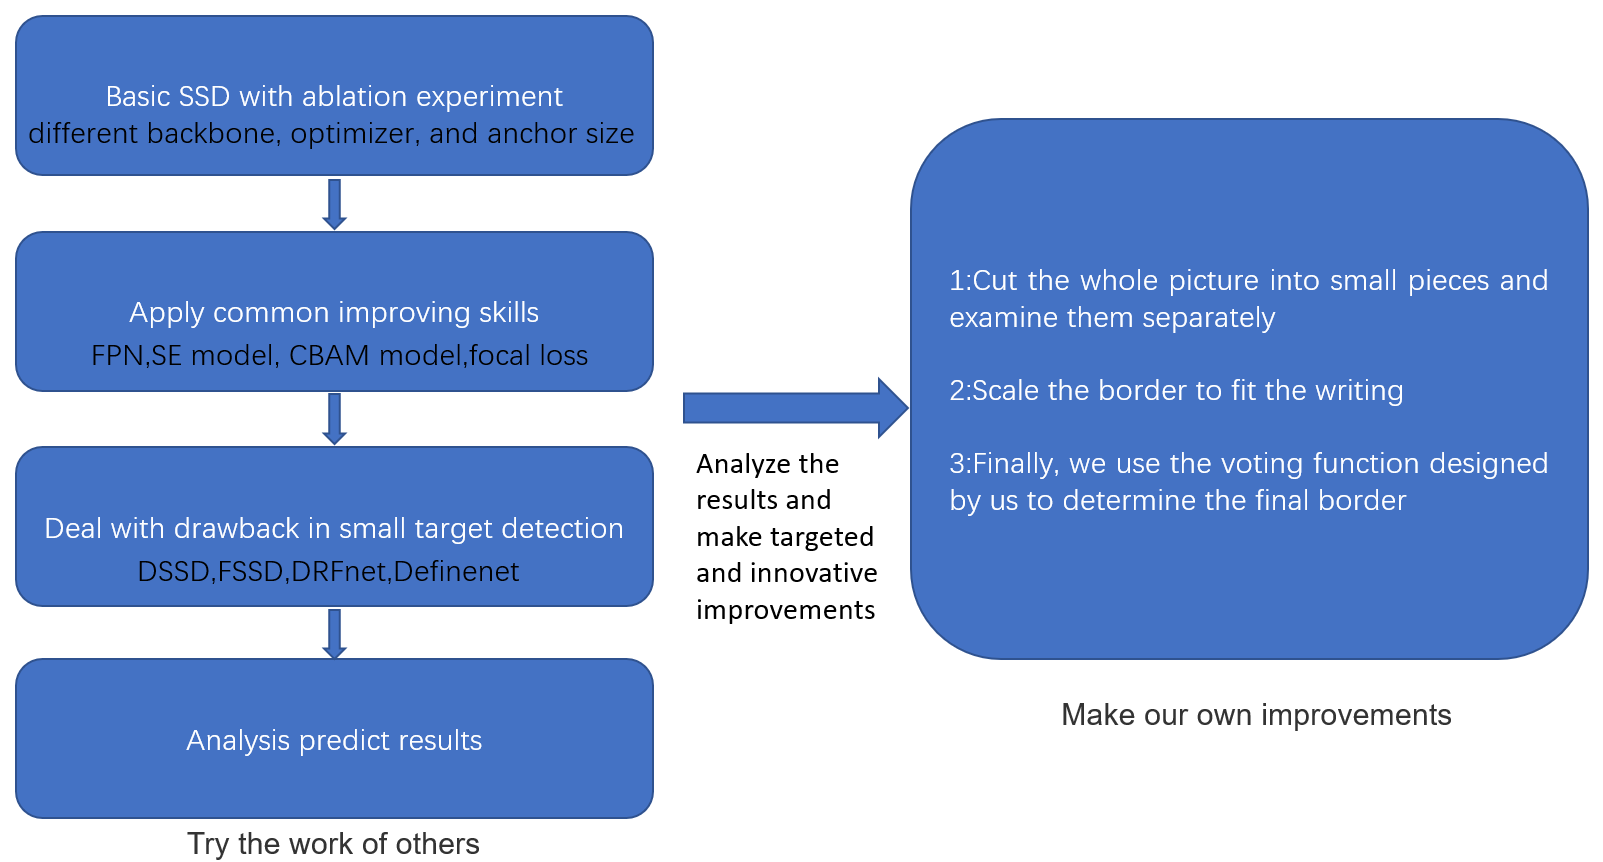 Basic SSD with ablation experiment
different backbone, optimizer, and anchor size
Apply common improving skills
FPN,SE model, CBAM model,focal loss
Deal with drawback in small target detection
DSSD,FSSD,DRFnet,Definenet
Analysis predict results
Try the work of others
Analyze the
results and
make targeted
and innovative
improvements
1:Cut the whole picture into small pieces and
examine them separately
2:Scale the border to fit the writing
3:Finally, we use the voting function designed
by us to determine the final border
Make our own improvements